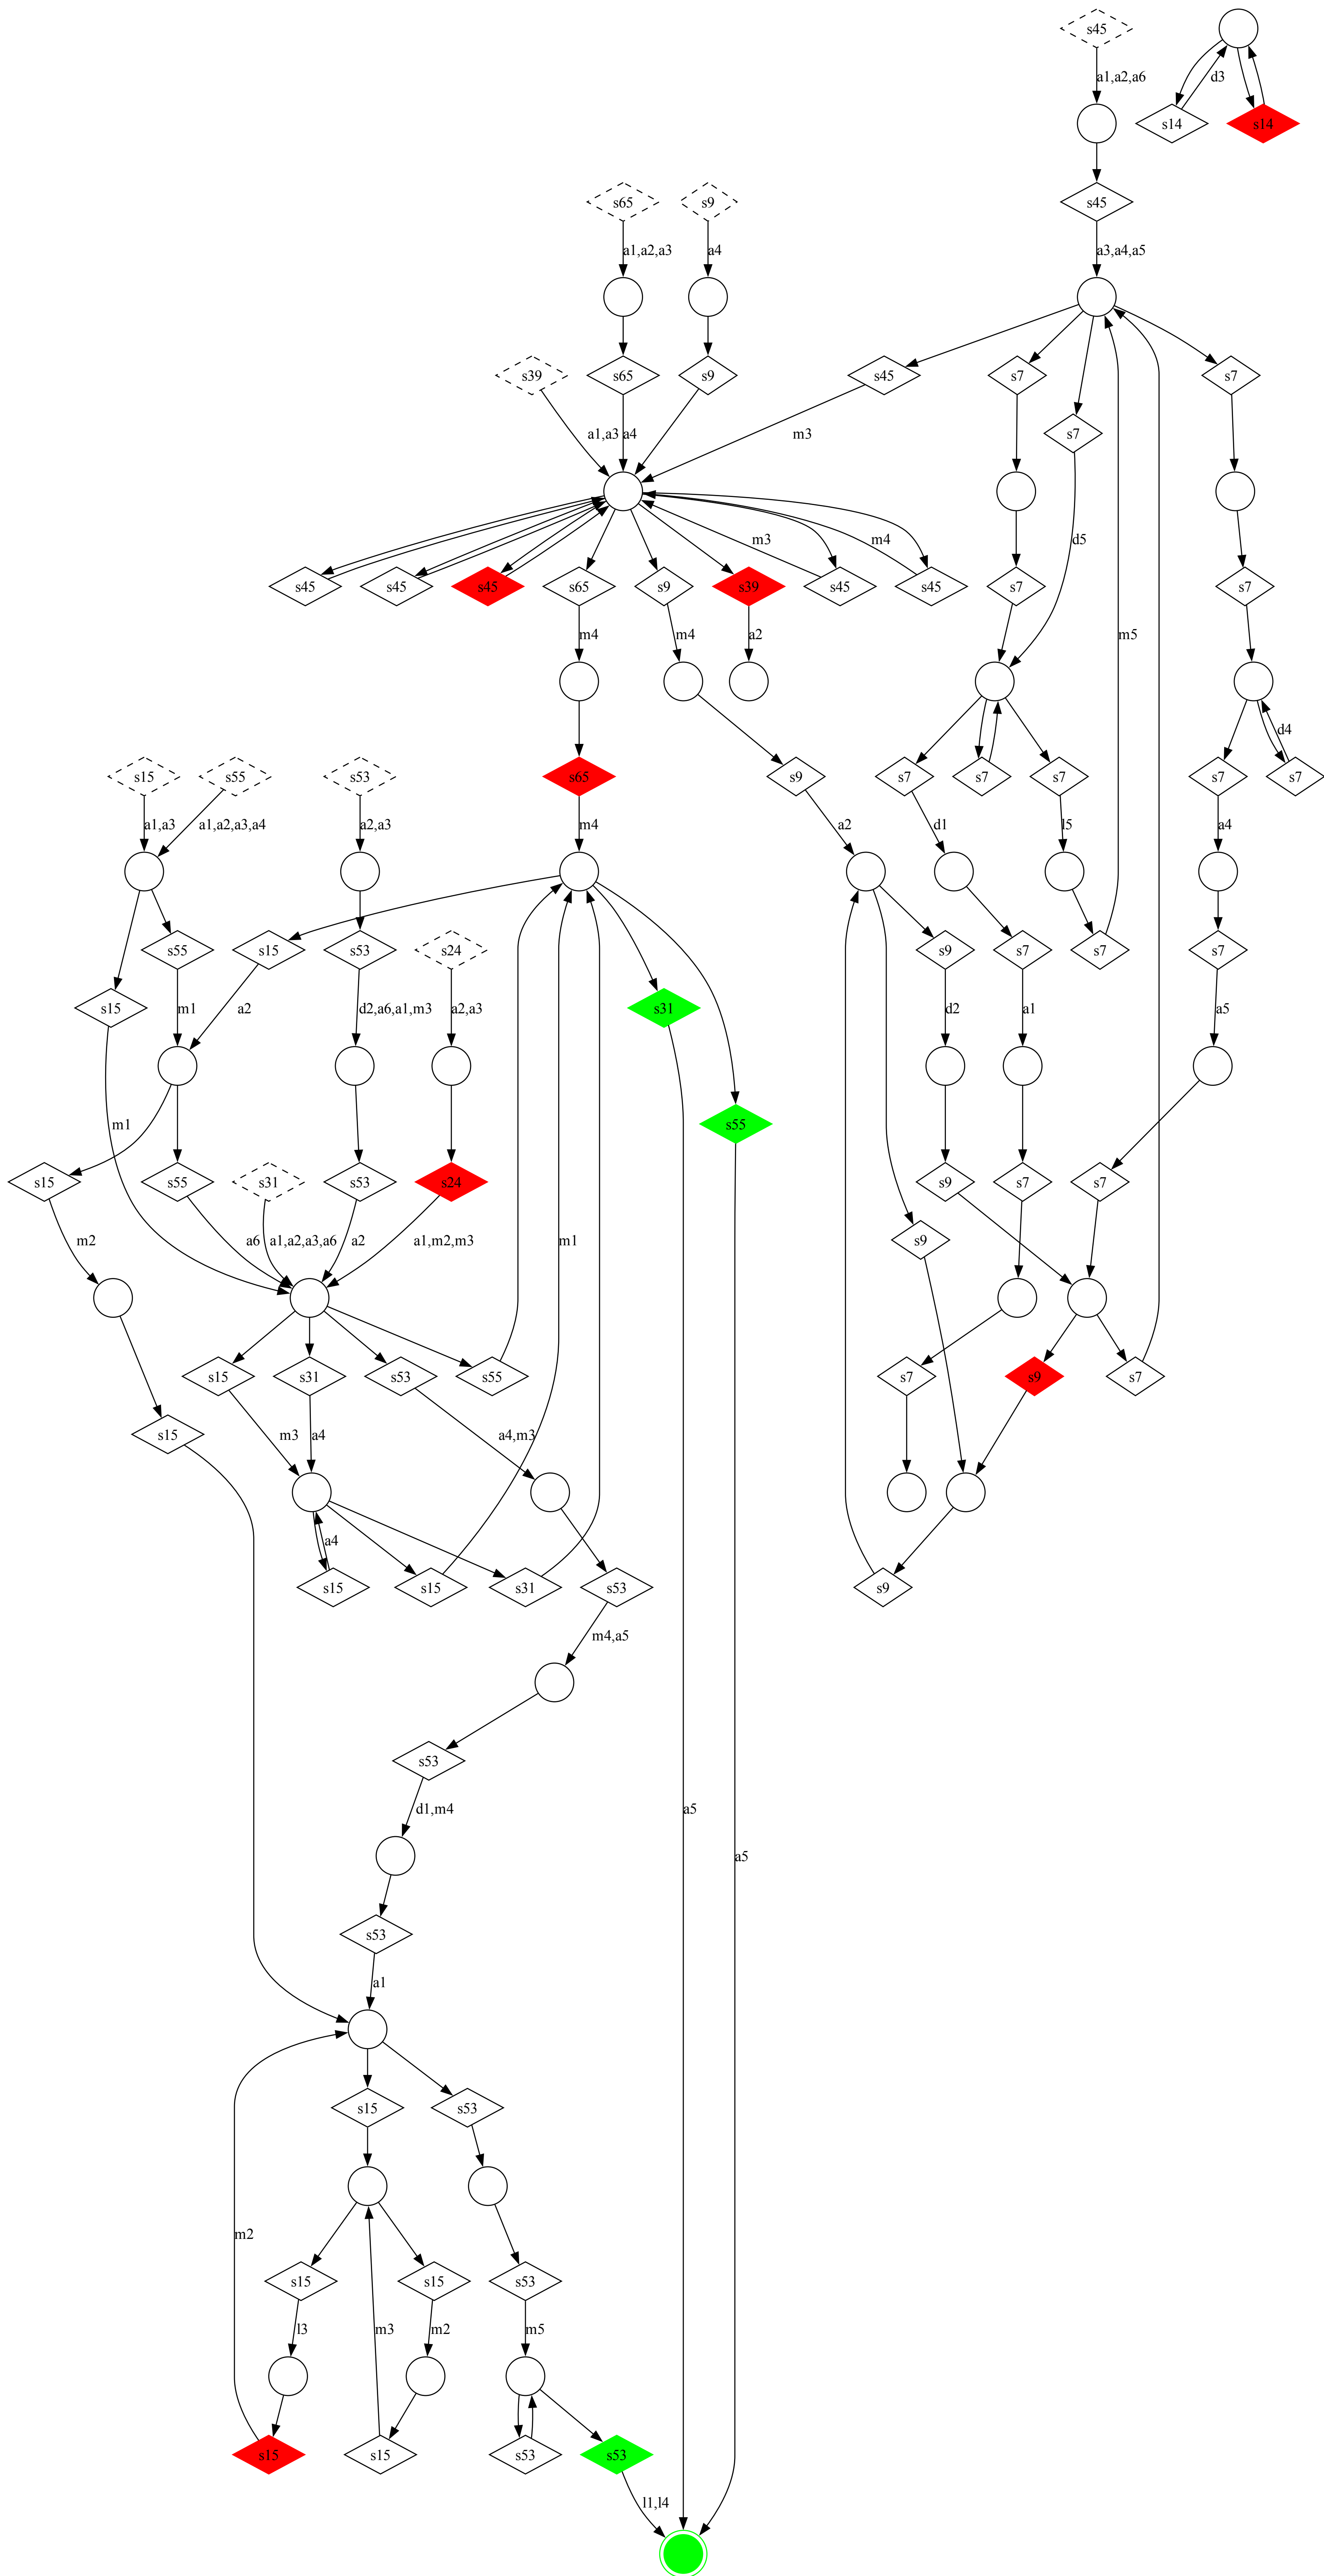 s45
a1,a2,a6
d3
s14
s14
s65
s9
s45
a1,a2,a3
a4
a3,a4,a5
s39
s65
s9
s45
s7
s7
a1,a3
a4
m3
s7
d5
m3
m4
s45
s45
s45
s65
s9
s39
s45
s45
s7
s7
m4
m4
a2
m5
d4
s15
s55
s53
s65
s9
s7
s7
s7
s7
s7
a1,a3
a1,a2,a3,a4
a2,a3
m4
a2
d1
l5
a4
s55
s15
s53
s24
s9
s7
s7
s7
s15
m1
a2
d2,a6,a1,m3
a2,a3
s31
d2
a1
a5
m1
s55
s15
s55
s31
s53
s24
s9
s7
s7
m2
a6
a1,a2,a3,a6
a2
a1,m2,m3
m1
s9
s15
s31
s53
s55
s7
s9
s7
s15
m3
a4
a4,m3
a4
s15
s15
s31
s53
s9
m4,a5
s53
d1,m4
a5
a5
s53
a1
s15
s53
m2
s15
s15
s53
l3
m3
m2
m5
s15
s15
s53
s53
l1,l4